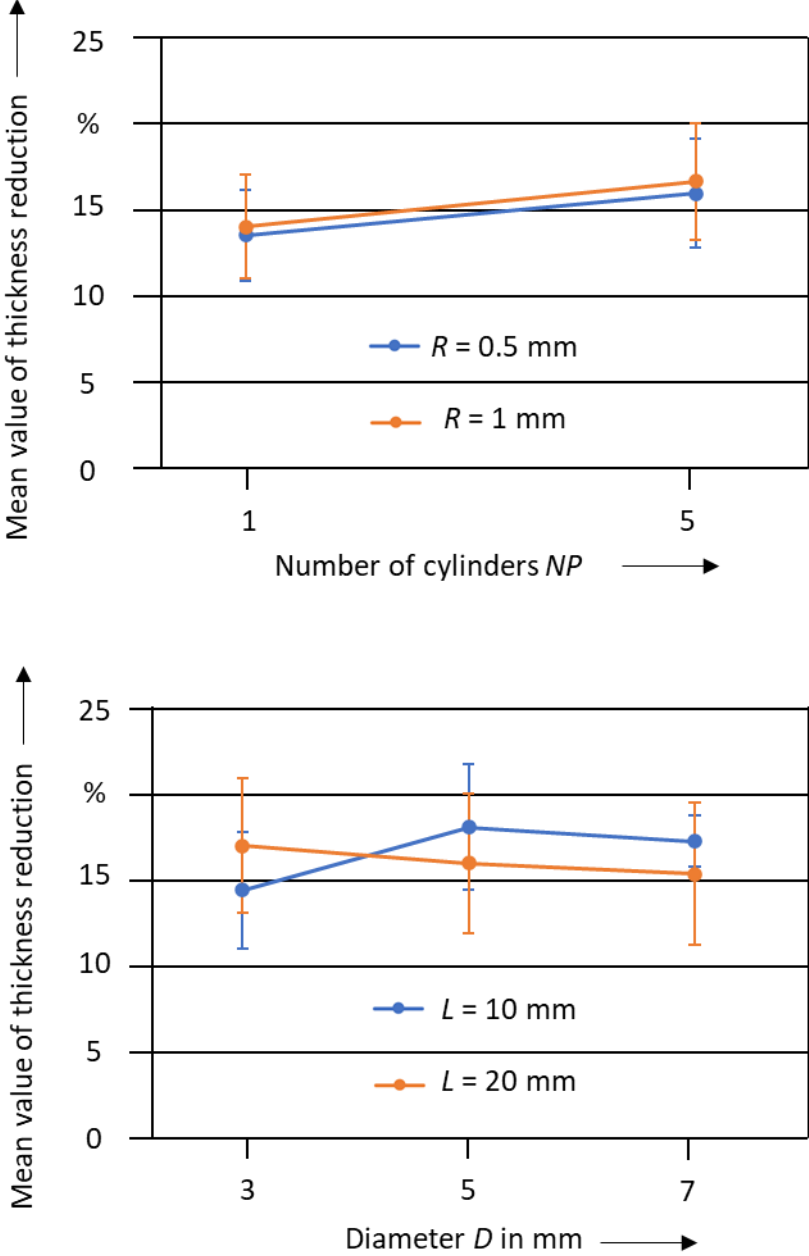 Mean value of thickness reduction
25
%
15
10
5
0
R = 0.5 mm
R = 1 mm
1
5
Number of cylinders NP
Mean value of thickness reduction
25
%
15
10
5
0
L = 10 mm
L = 20 mm
3
5
7
Diameter D in mm